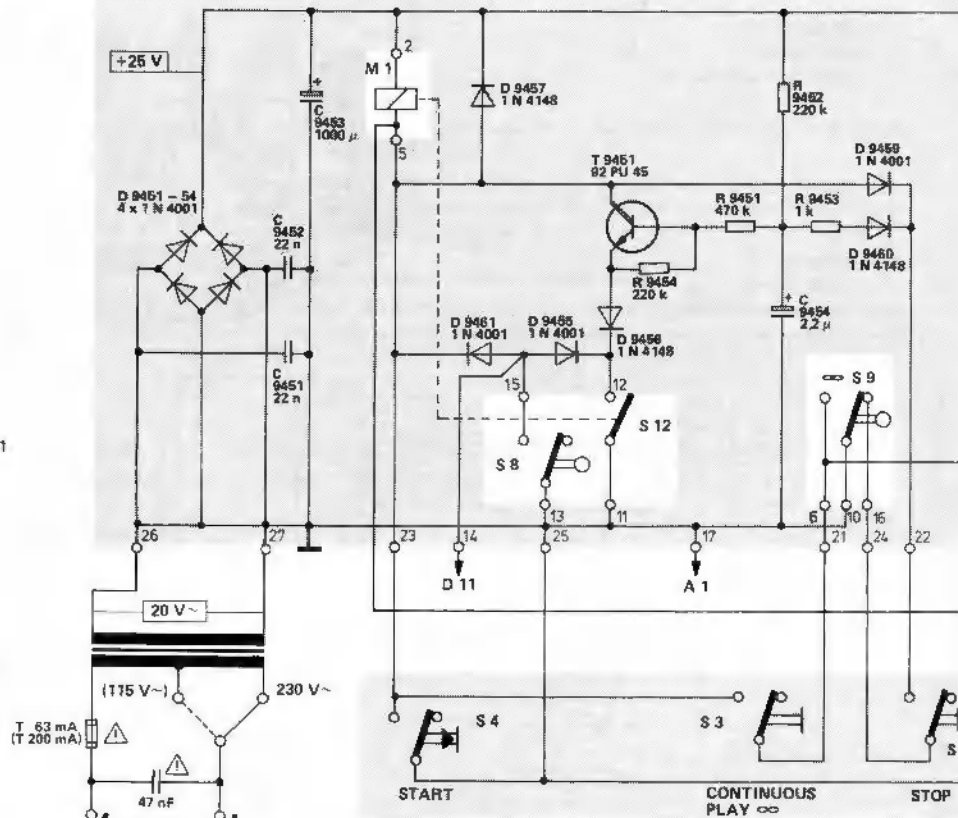 +25 V
2
M 1
5
+
C
9453
1000 µ
D 9457
1 N 4148
R
9452
220 k
D 9451 – 54
4 x 1 N 4001
C
9452
22 n
C
9451
22 n
T 9451
92 PU 45
R 9451
470 k
R 9453
1 k
D 9459
1 N 4001
D 9460
1 N 4148
R 9454
220 k
D 9456
1 N 4148
+
C
9454
2,2 µ
D 9461
1 N 4001
D 9455
1 N 4001
15
12
S 8
S 12
∞
S 9
13
11
6
10
16
26
27
23
14
25
17
21
24
22
D 11
A 1
20 V ~
(115 V~)
230 V~
T 63 mA
(T 200 mA)
47 nF
S 4
START
S 3
CONTINUOUS
PLAY ∞
S
STOP